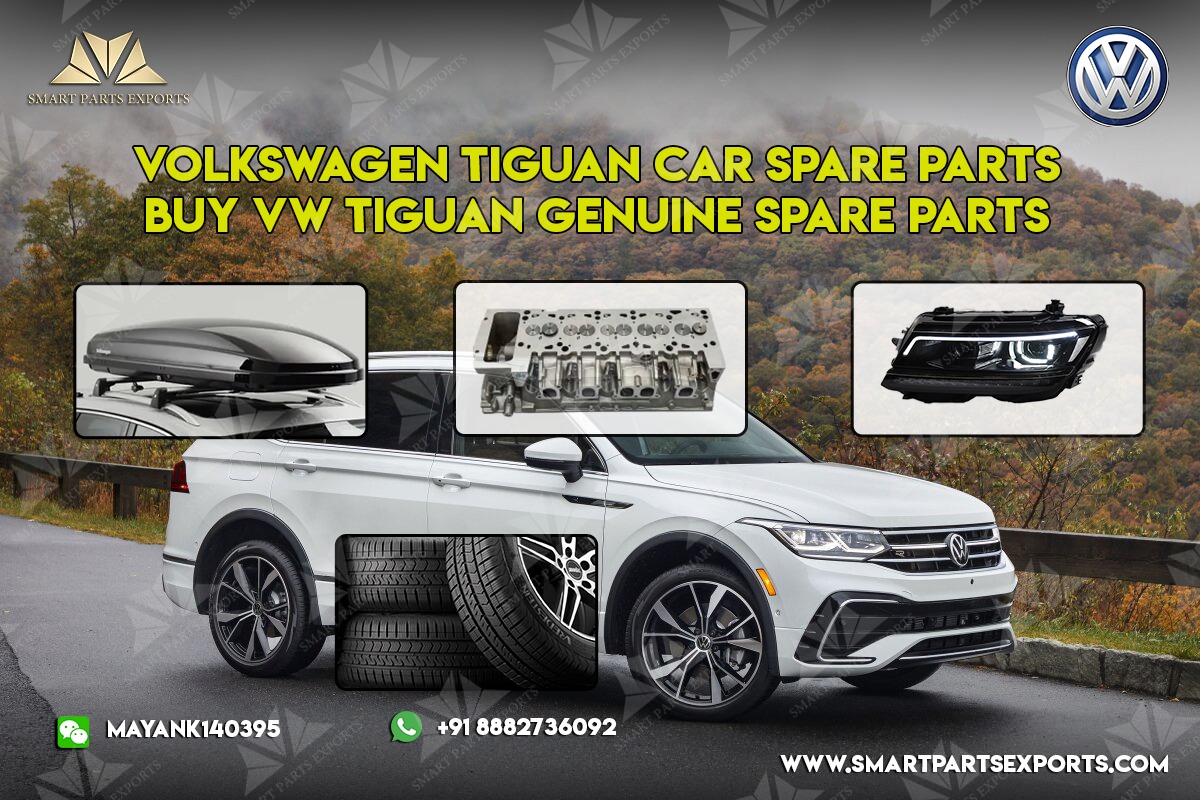 SMART PARTS EXPORTS
VOLKSWAGEN TIGUAN CAR SPARE PARTS
BUY VW TIGUAN GENUINE SPARE PARTS
MAYANK140395
+91 8882736092
WWW.SMARTPARTSEXPORTS.COM